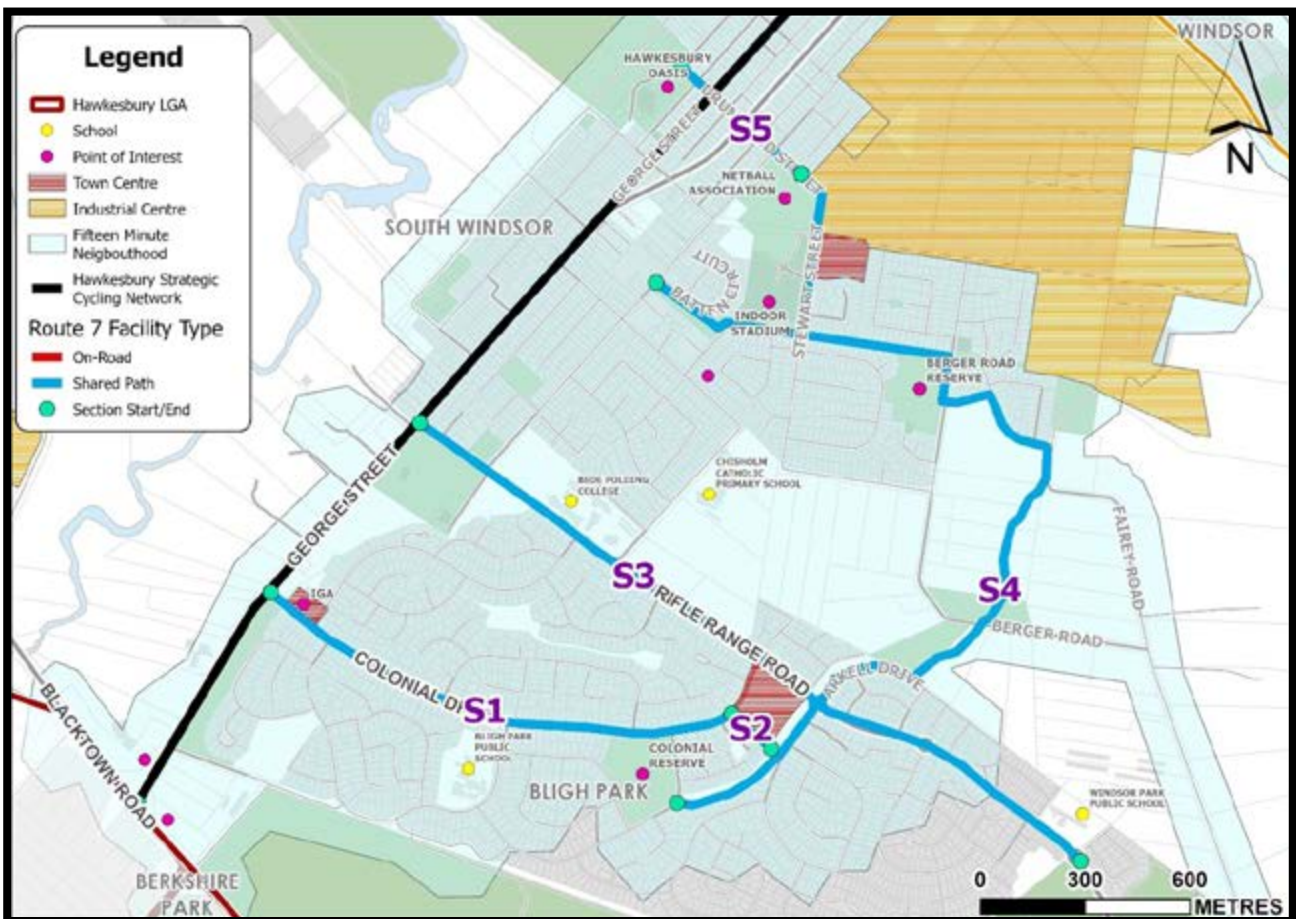 Legend
Hawkesbury LGA
School
Point of Interest
Town Centre
Industrial Centre
Fifteen Minute
Neigbouthood
Hawkesbury Strategic
Cycling Network
Route 7 Facility Type
On-Road
Shared Path
Section Start/End
WINDSOR
N
HAWKESBURY
OASIS
GEORGE STREET
S5
NETBALL
ASSOCIATION
SOUTH WINDSOR
STEWART STREET
BATTEN CIRCUIT
INDOOR
STADIUM
BERGER ROAD
RESERVE
CHISHOLM
CATHOLIC
PRIMARY SCHOOL
COLLEGE
GEORGE STREET
FAIREY ROAD
S3
RIFLE RANGE ROAD
S4
BERGER ROAD
IGA
COLONIAL
S1
BLIGH PARK
PUBLIC
SCHOOL
S2
COLONIAL
RESERVE
BLIGH PARK
DRIVE
WINDSOR PARK
PUBLIC SCHOOL
BLACKTOWN ROAD
BERKSHIRE
PARK
0 300 600
METRES